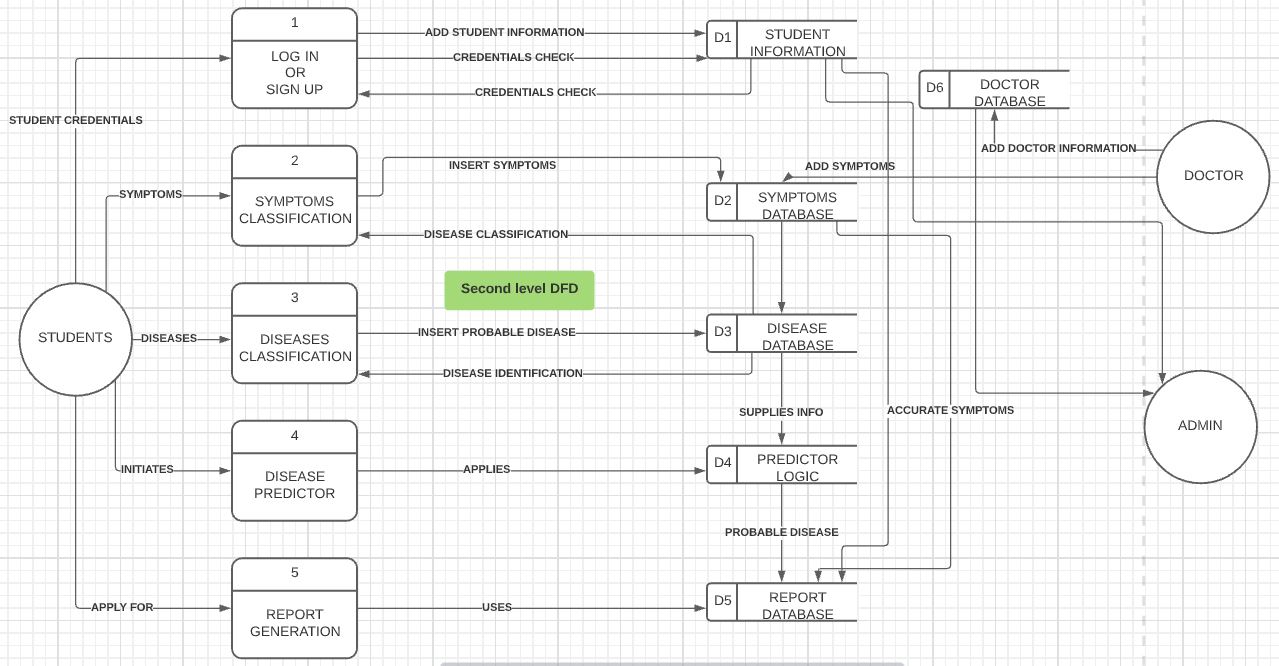 1
LOG IN
OR
SIGN UP
ADD STUDENT INFORMATION
CREDENTIALS CHECK
CREDENTIALS CHECK
D1
STUDENT
INFORMATION
D6
DOCTOR
DATABASE
STUDENT CREDENTIALS
ADD DOCTOR INFORMATION
DOCTOR
2
SYMPTOMS
CLASSIFICATION
SYMPTOMS
INSERT SYMPTOMS
ADD SYMPTOMS
D2
SYMPTOMS
DATABASE
DISEASE CLASSIFICATION
Second level DFD
3
DISEASES
CLASSIFICATION
STUDENTS
DISEASES
INSERT PROBABLE DISEASE
D3
DISEASE
DATABASE
DISEASE IDENTIFICATION
SUPPLIES INFO
ACCURATE SYMPTOMS
ADMIN
4
DISEASE
PREDICTOR
INITIATES
APPLIES
D4
PREDICTOR
LOGIC
PROBABLE DISEASE
5
REPORT
GENERATION
APPLY FOR
USES
D5
REPORT
DATABASE